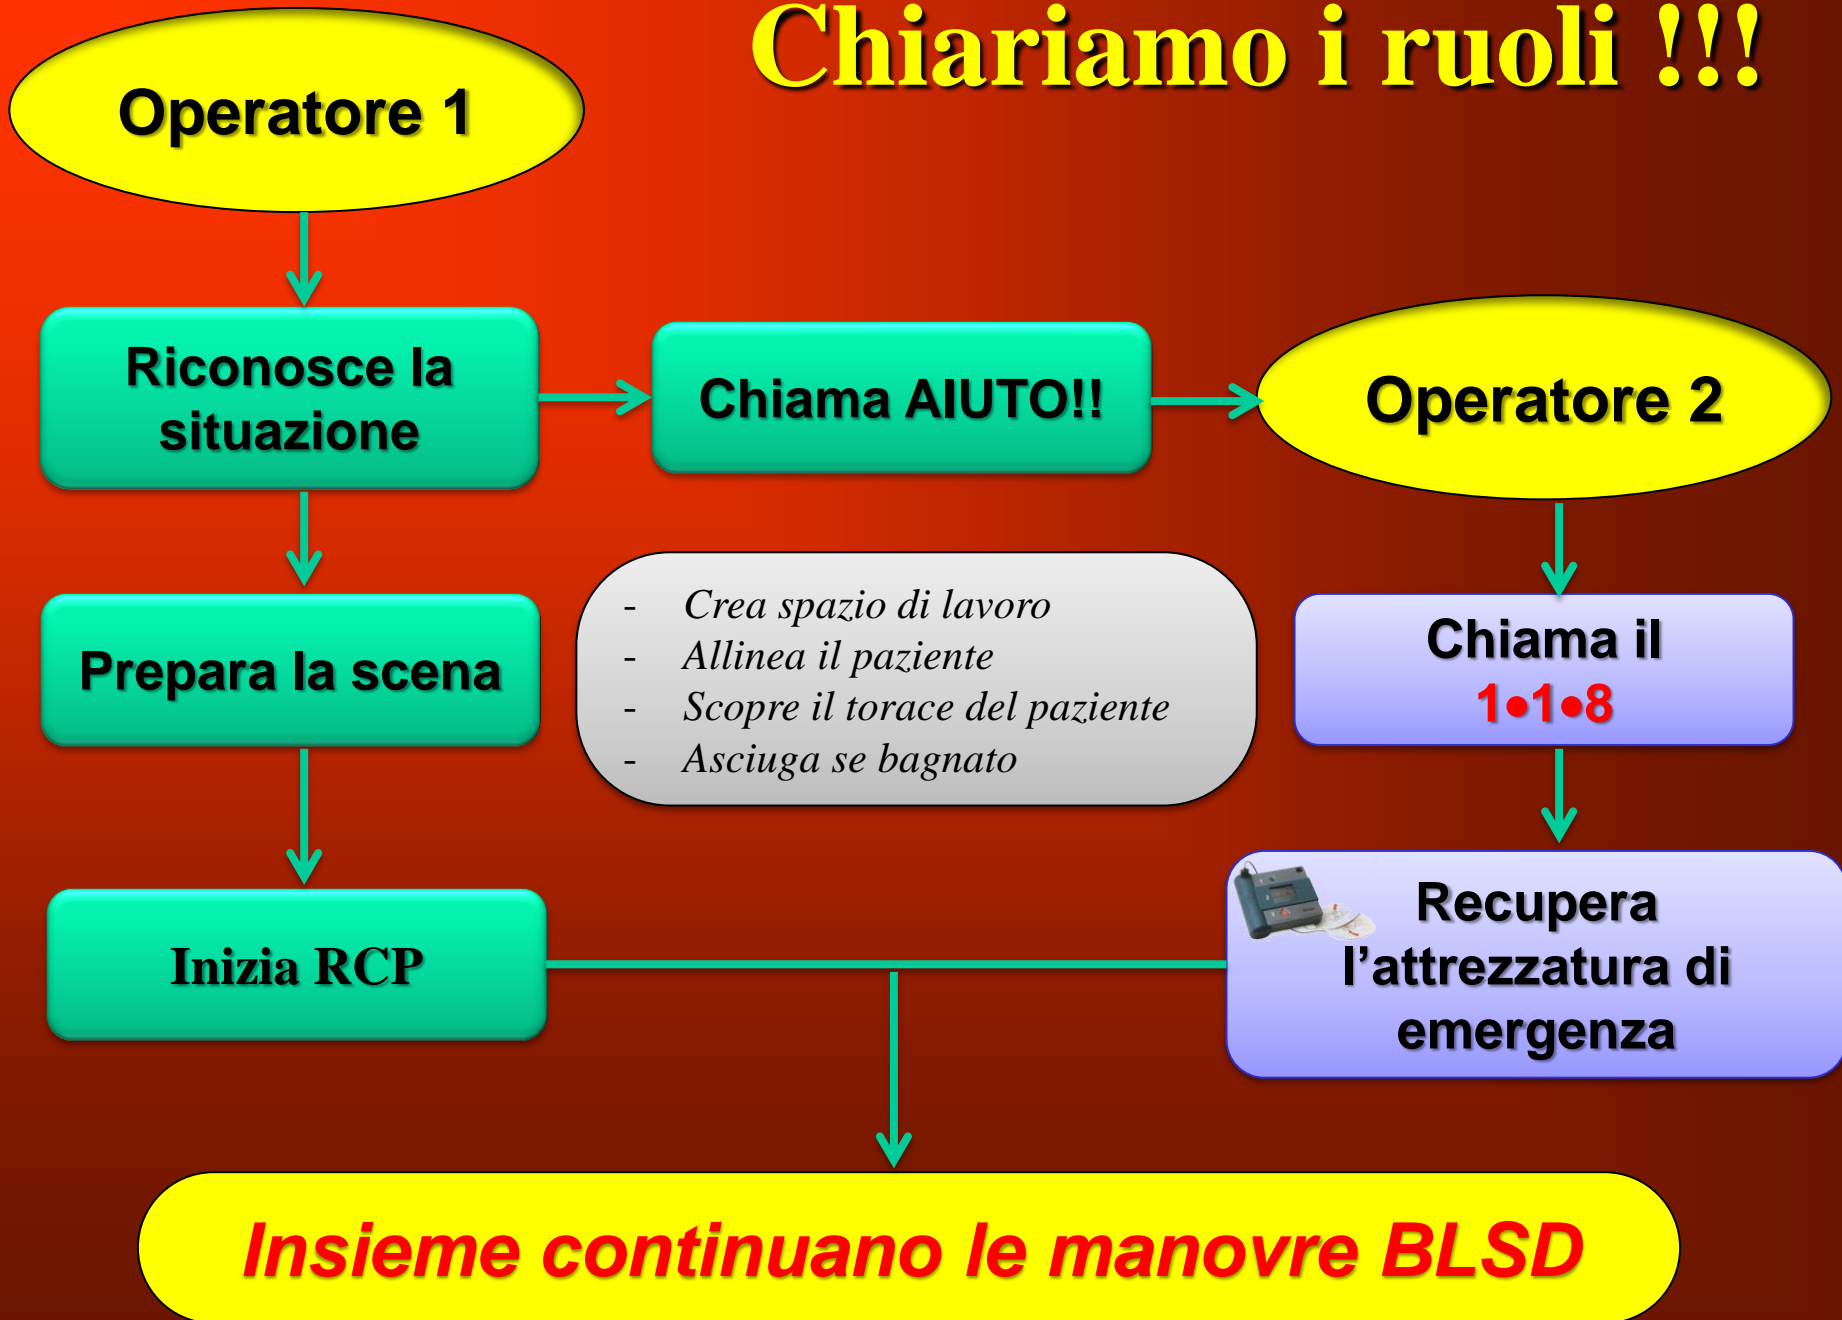 Chiariamo i ruoli !!!
Operatore 1
Riconosce la
situazione
Chiama AIUTO!!
Operatore 2
Prepara la scena
- Crea spazio di lavoro
- Allinea il paziente
- Scopre il torace del paziente
- Asciuga se bagnato
Chiama il
1•1•8
Inizia RCP
Recupera
l’attrezzatura di
emergenza
Insieme continuano le manovre BLSD